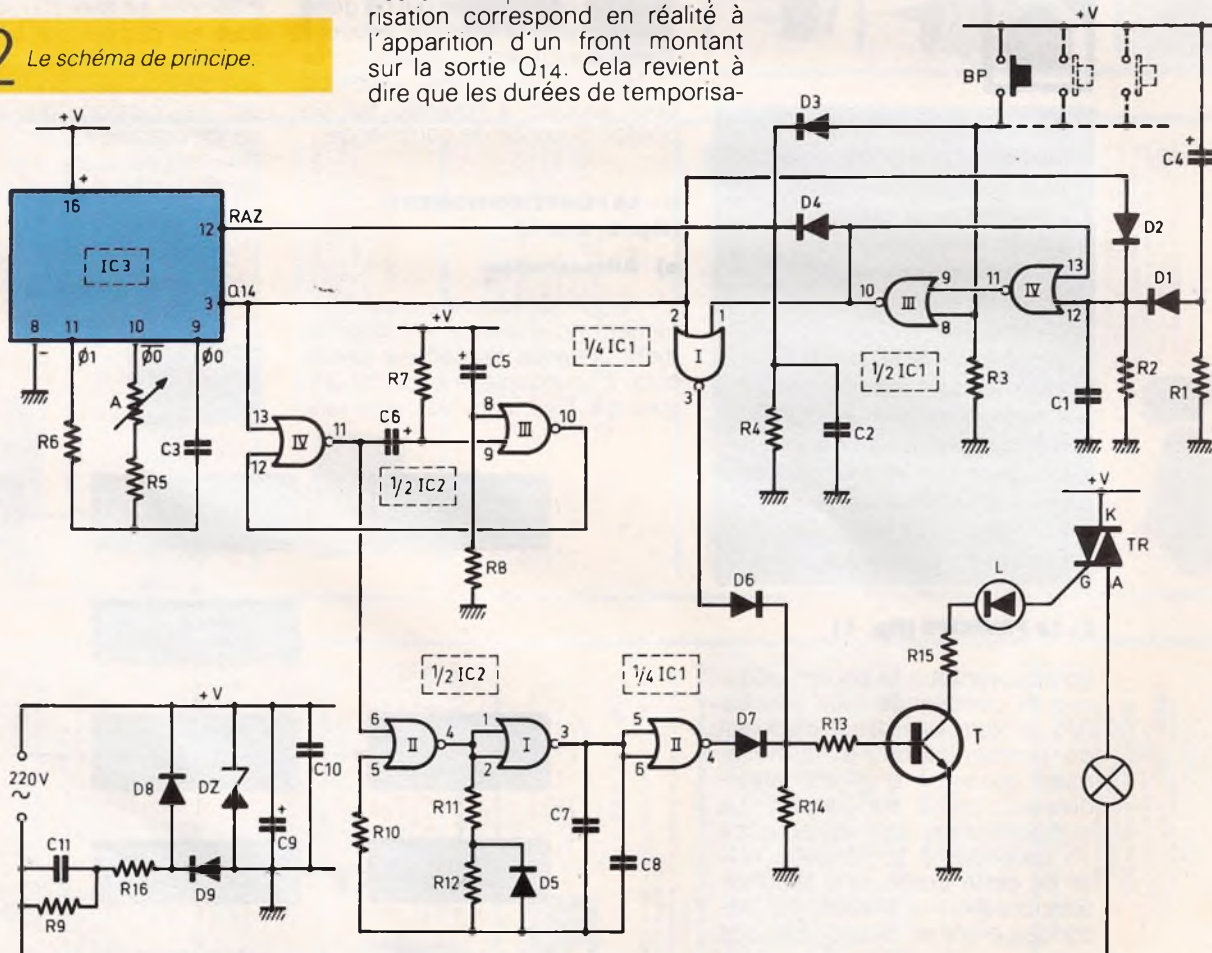 2 Le schéma de principe.
risation correspond en réalité à
l'apparition d'un front montant
sur la sortie Q14. Cela revient à
dire que les durées de temporisa-
+V
BP
C4
+
D3
D4
D2
D1
+V
+
16
12 RAZ
IC3
3 Q14
8 11 10 9
- Ø1 Ø0 Ø0
A
R6
R5
C3
+V
R7
C5
+
C6
+
13
IV
11
12
8
III
10
9
1/2 IC2
R8
1/4 IC1
2 1
I
3
10
III
9
8
11
IV
13
12
1/2 IC1
R4
C2
R3
C1
R2
R1
+V
K
TR
G A
L
R15
D6
1/2 IC2
1/4 IC1
6
II
4
5
1
I
3
2
5
II
4
6
D7
R13
T
R14
R10
R11
R12
D5
C7
C8
+V
220V
~
D8
DZ
+
C9
C10
C11
R16
D9
R9